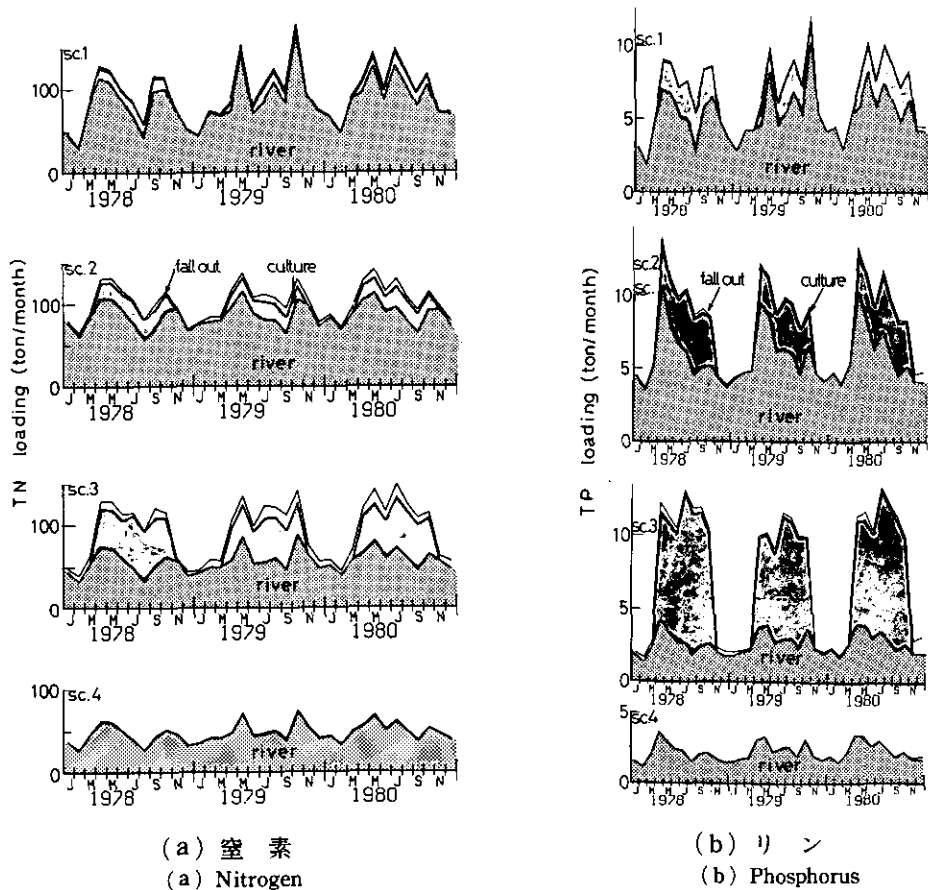 TN loading (ton/month)
sc.1
100
0
river
J M M J S N
1978 1979 1980
sc.2
fall out
culture
100
0
river
J M M J S N
1978 1979 1980
sc.3
100
0
river
J M M J S N
1978 1979 1980
100
sc.4
0
river
J M M J S N
1978 1979 1980
(a) 窒 素
(a) Nitrogen
TP loading (ton/month)
10
sc.1
5
0
river
J M M J S N
1978 1979 1980
sc.2
sc.
fall out
culture
10
5
0
river
J M M J S N
1978 1979 1980
sc.3
10
5
0
river
J M M J S N
1978 1979 1980
5
sc4
0
river
J M M J S N
1978 1979 1980
(b) リ ン
(b) Phosphorus